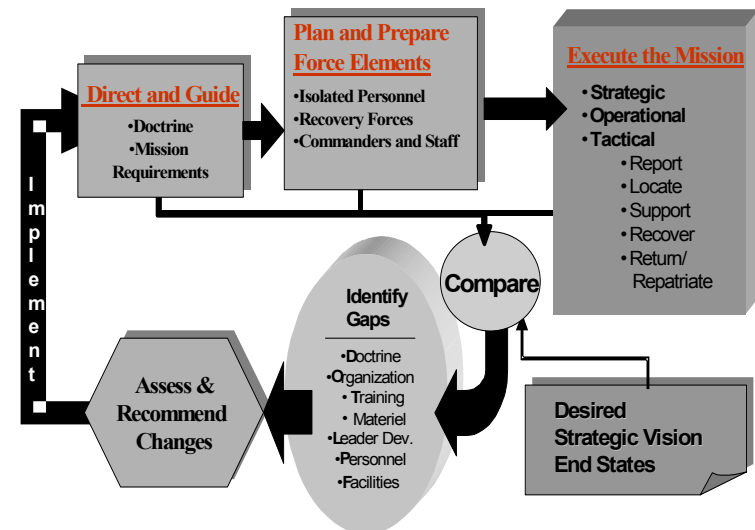 Direct and Guide
•Doctrine
•Mission
Requirements
Plan and Prepare
Force Elements
•Isolated Personnel
•Recovery Forces
•Commanders and Staff
Execute the Mission
•Strategic
•Operational
•Tactical
•Report
•Locate
•Support
•Recover
•Return/
Repatriate
Implement
Compare
Identify
Gaps
•Doctrine
•Organization
•Training
•Materiel
•Leader Dev.
•Personnel
•Facilities
Assess &
Recommend
Changes
Desired
Strategic Vision
End States